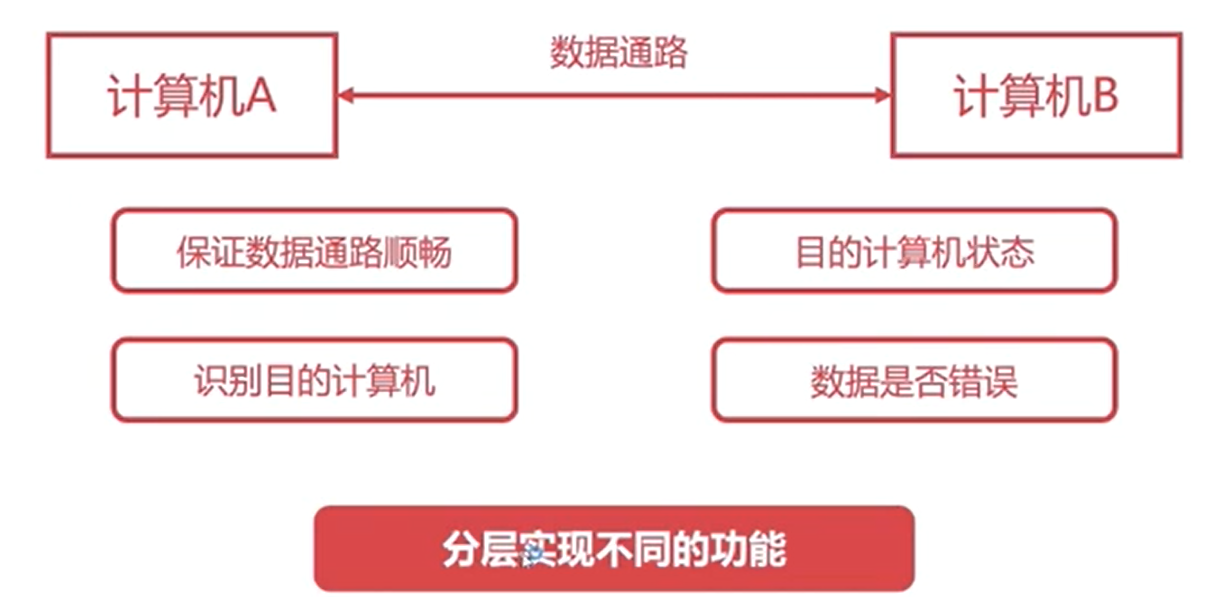 数据通路
计算机A
计算机B
保证数据通路顺畅
目的计算机状态
识别目的计算机
数据是否错误
分层实现不同的功能